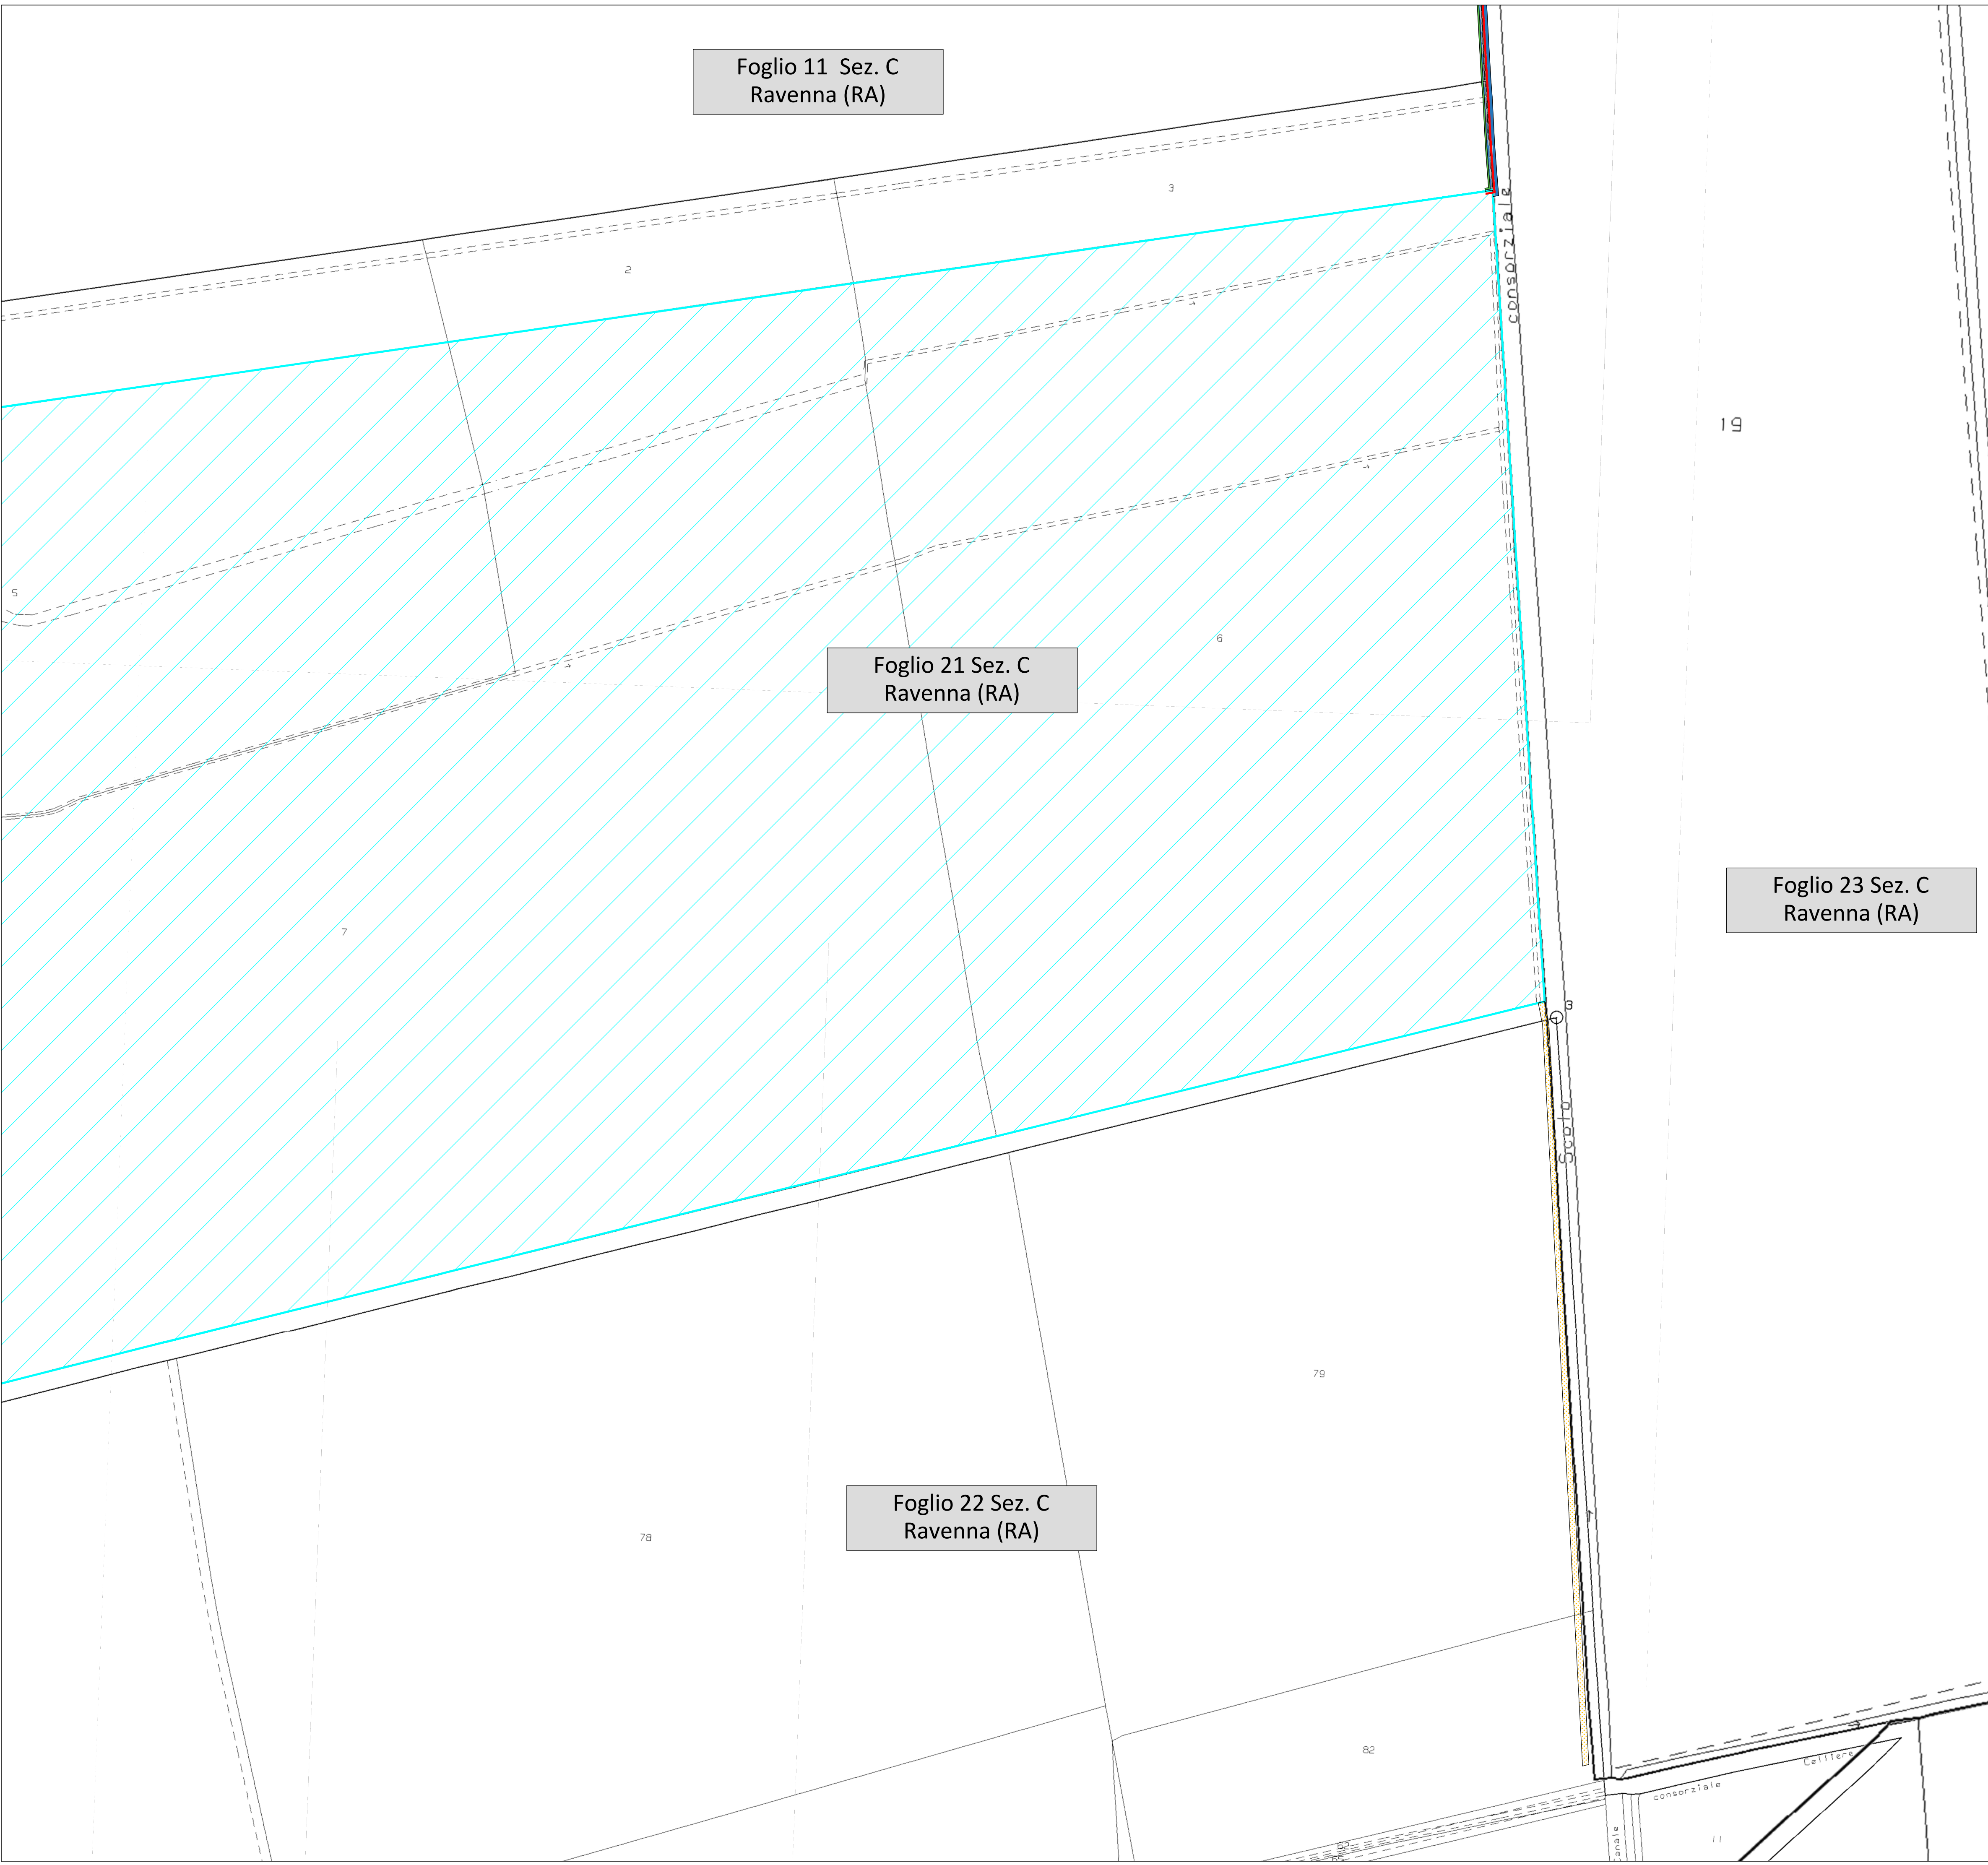 Foglio 11 Sez. C
Ravenna (RA)
3
consorziale
2
19
5
6
Foglio 21 Sez. C
Ravenna (RA)
Foglio 23 Sez. C
Ravenna (RA)
7
Scolo
79
Foglio 22 Sez. C
Ravenna (RA)
78
82
consorziale
11